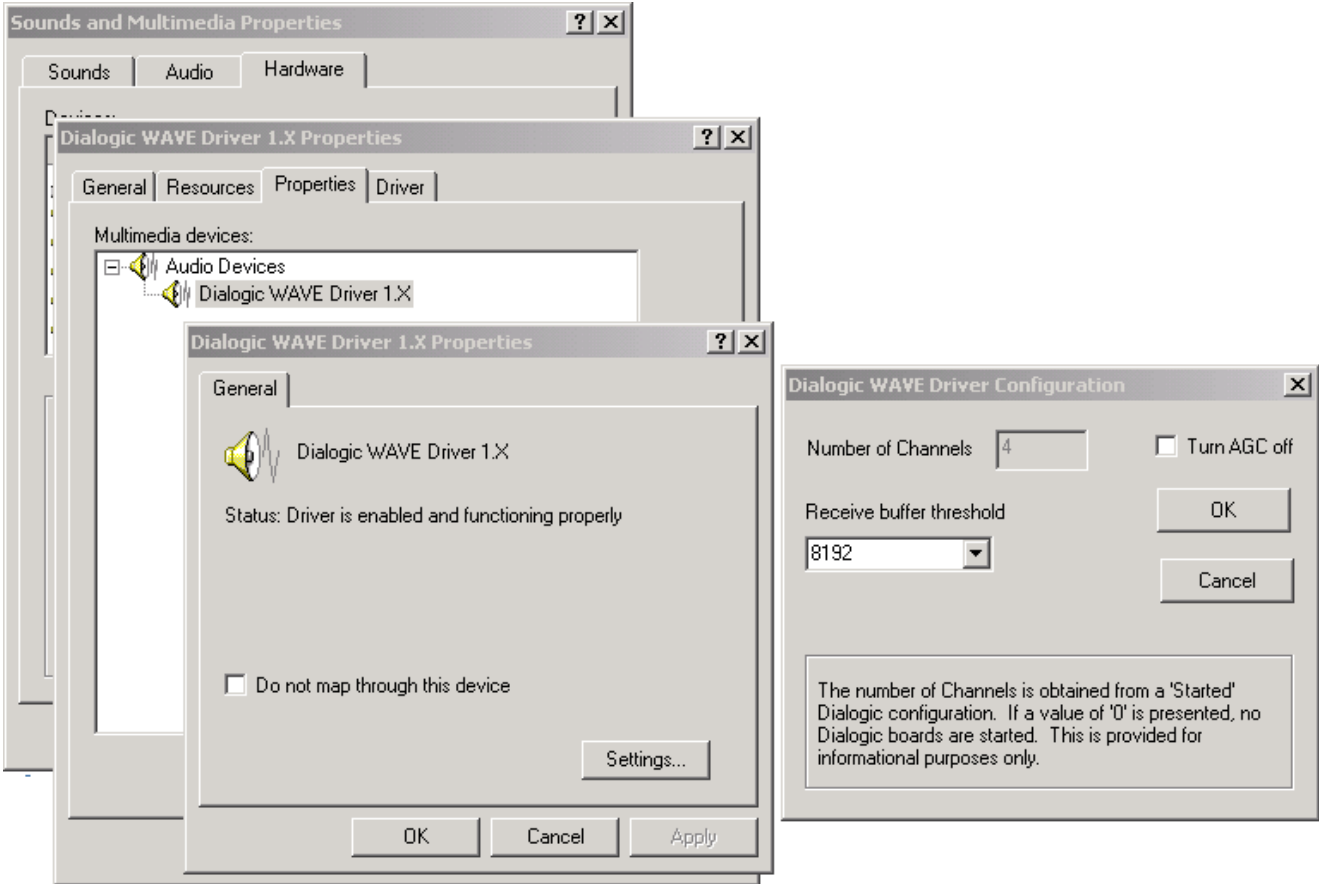 Sounds and Multimedia Properties
Sounds
Audio
Hardware
Devices:
Dialogic WAVE Driver 1.X Properties
General
Resources
Properties
Driver
Multimedia devices:
Audio Devices
Dialogic WAVE Driver 1.X
Dialogic WAVE Driver 1.X Properties
General
Dialogic WAVE Driver 1.X
Status: Driver is enabled and functioning properly
Do not map through this device
Settings...
OK
Cancel
Apply
Dialogic WAVE Driver Configuration
Number of Channels
4
Turn AGC off
Receive buffer threshold
OK
8192
Cancel
The number of Channels is obtained from a 'Started'
Dialogic configuration. If a value of '0' is presented, no
Dialogic boards are started. This is provided for
informational purposes only.